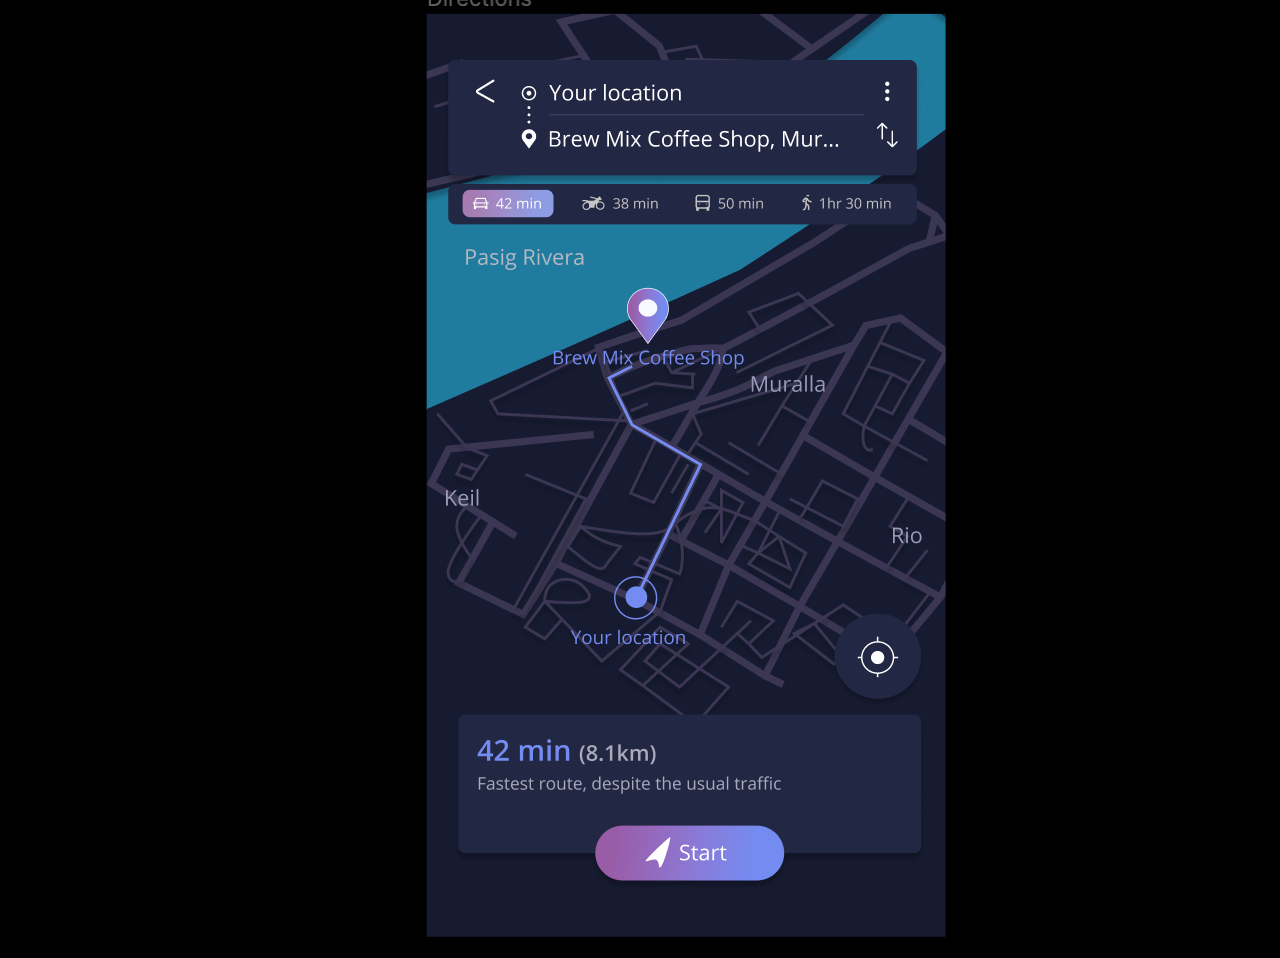 Directions
Your location
Brew Mix Coffee Shop, Mur...
42 min
38 min
50 min
1hr 30 min
Pasig Rivera
Brew Mix Coffee Shop
Muralla
Keil
Rio
Your location
42 min (8.1km)
Fastest route, despite the usual traffic
Start